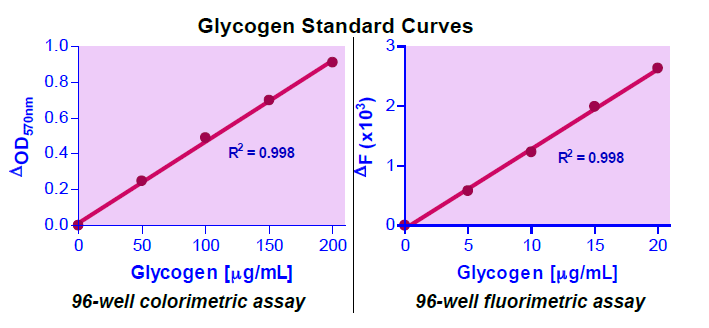 Glycogen Standard Curves
1.0
0.8
0.6
0.4
0.2
0.0
ΔOD570nm
R² = 0.998
0 50 100 150 200
Glycogen [μg/mL]
96-well colorimetric assay
3
2
1
0
ΔF (x10³)
R² = 0.998
0 5 10 15 20
Glycogen [μg/mL]
96-well fluorimetric assay